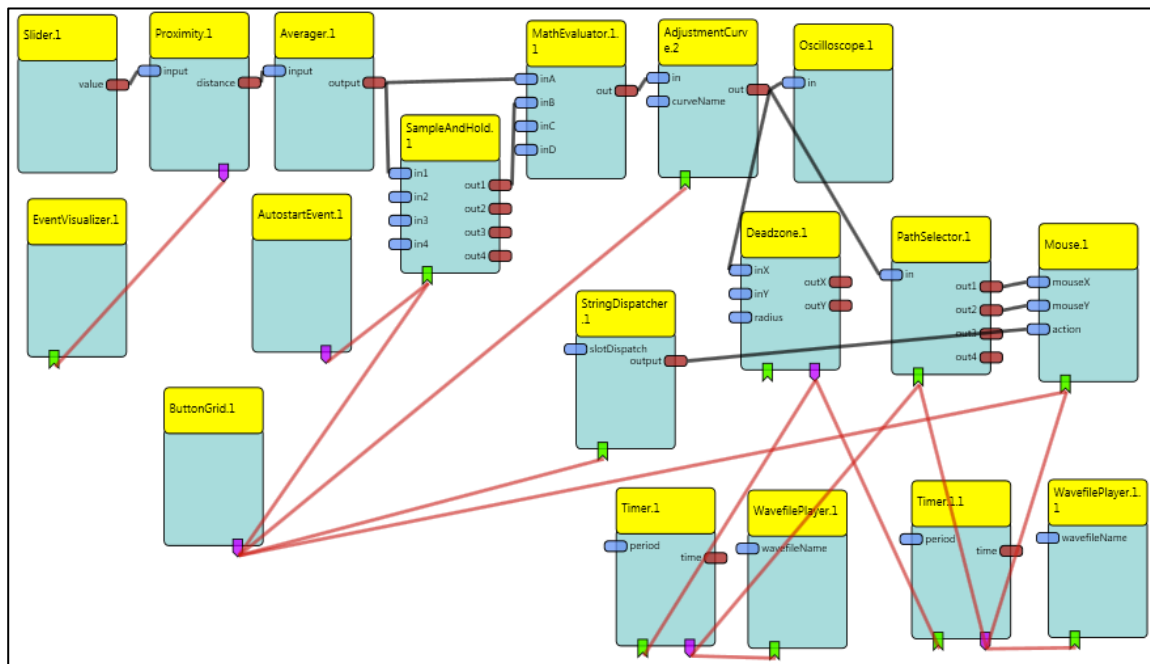 Slider.1
value
Proximity.1
input
distance
Averager.1
input
output
MathEvaluator.1.
1
inA
inB
inC
inD
out
AdjustmentCur
ve.2
in
curveName
out
Oscilloscope.1
in
SampleAndHold.
1
in1
in2
in3
in4
out1
out2
out3
out4
EventVisualizer.1
AutostartEvent.1
Deadzone.1
inX
inY
radius
outX
outY
PathSelector.1
in
out1
out2
out3
out4
Mouse.1
mouseX
mouseY
action
StringDispatcher
.1
slotDispatch
output
ButtonGrid.1
Timer.1
period
time
WavefilePlayer.1
wavefileName
Timer.1.1
period
time
WavefilePlayer.1.
1
wavefileName